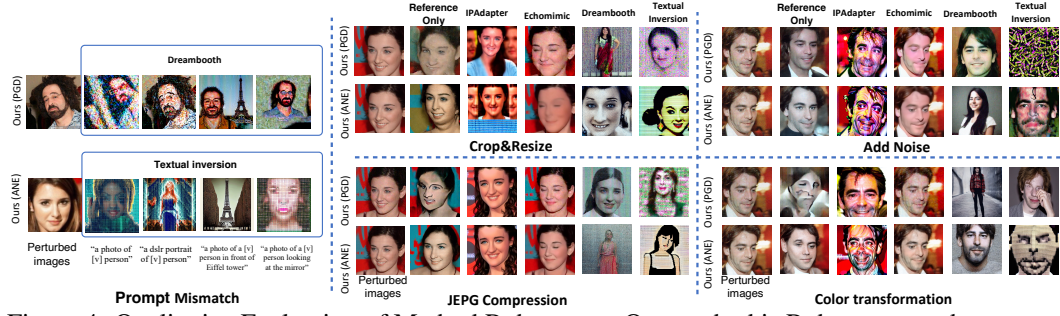 Dreambooth
Ours (PGD)
Textual inversion
Ours (ANE)
Perturbed
images
“a photo of
[v] person”
“a dslr portrait
of [v] person”
“a photo of a [v]
person in front of
Eiffel tower”
“a photo of a [v]
person looking
at the mirror”
Prompt Mismatch
Reference
Only
IPAdapter
Echomimic
Dreambooth
Textual
Inversion
Ours (PGD)
Ours (ANE)
Crop&Resize
Ours (PGD)
Ours (ANE)
Perturbed
images
JEPG Compression
Reference
Only
IPAdapter
Echomimic
Dreambooth
Textual
Inversion
Ours (PGD)
Ours (ANE)
Add Noise
Ours (PGD)
Ours (ANE)
Perturbed
images
Color transformation